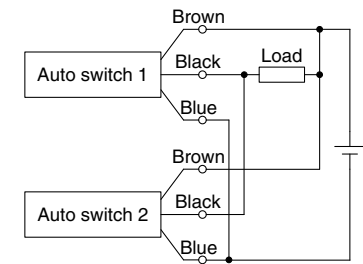 Brown
Auto switch 1
Black
Load
Blue
Brown
Auto switch 2
Black
Blue